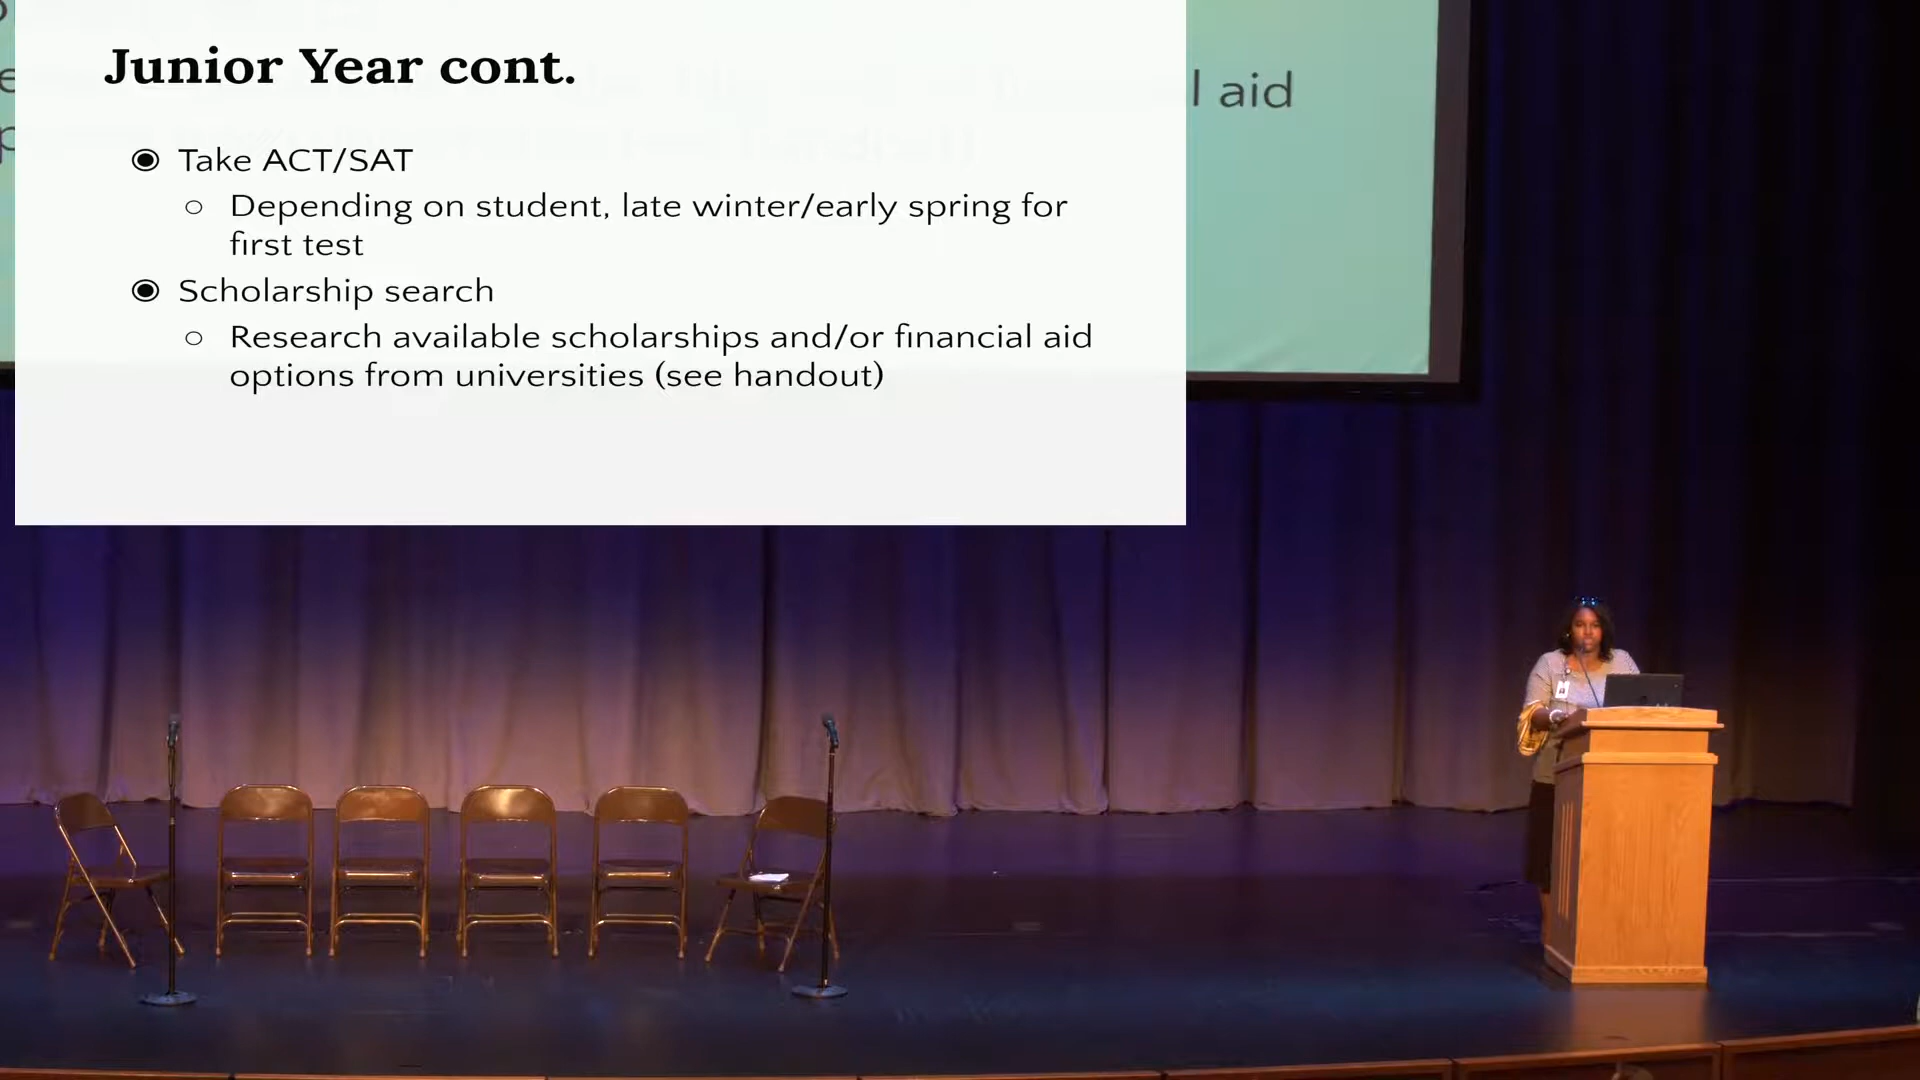 Junior Year cont.
◉ Take ACT/SAT
○ Depending on student, late winter/early spring for
first test
◉ Scholarship search
○ Research available scholarships and/or financial aid
options from universities (see handout)
l aid